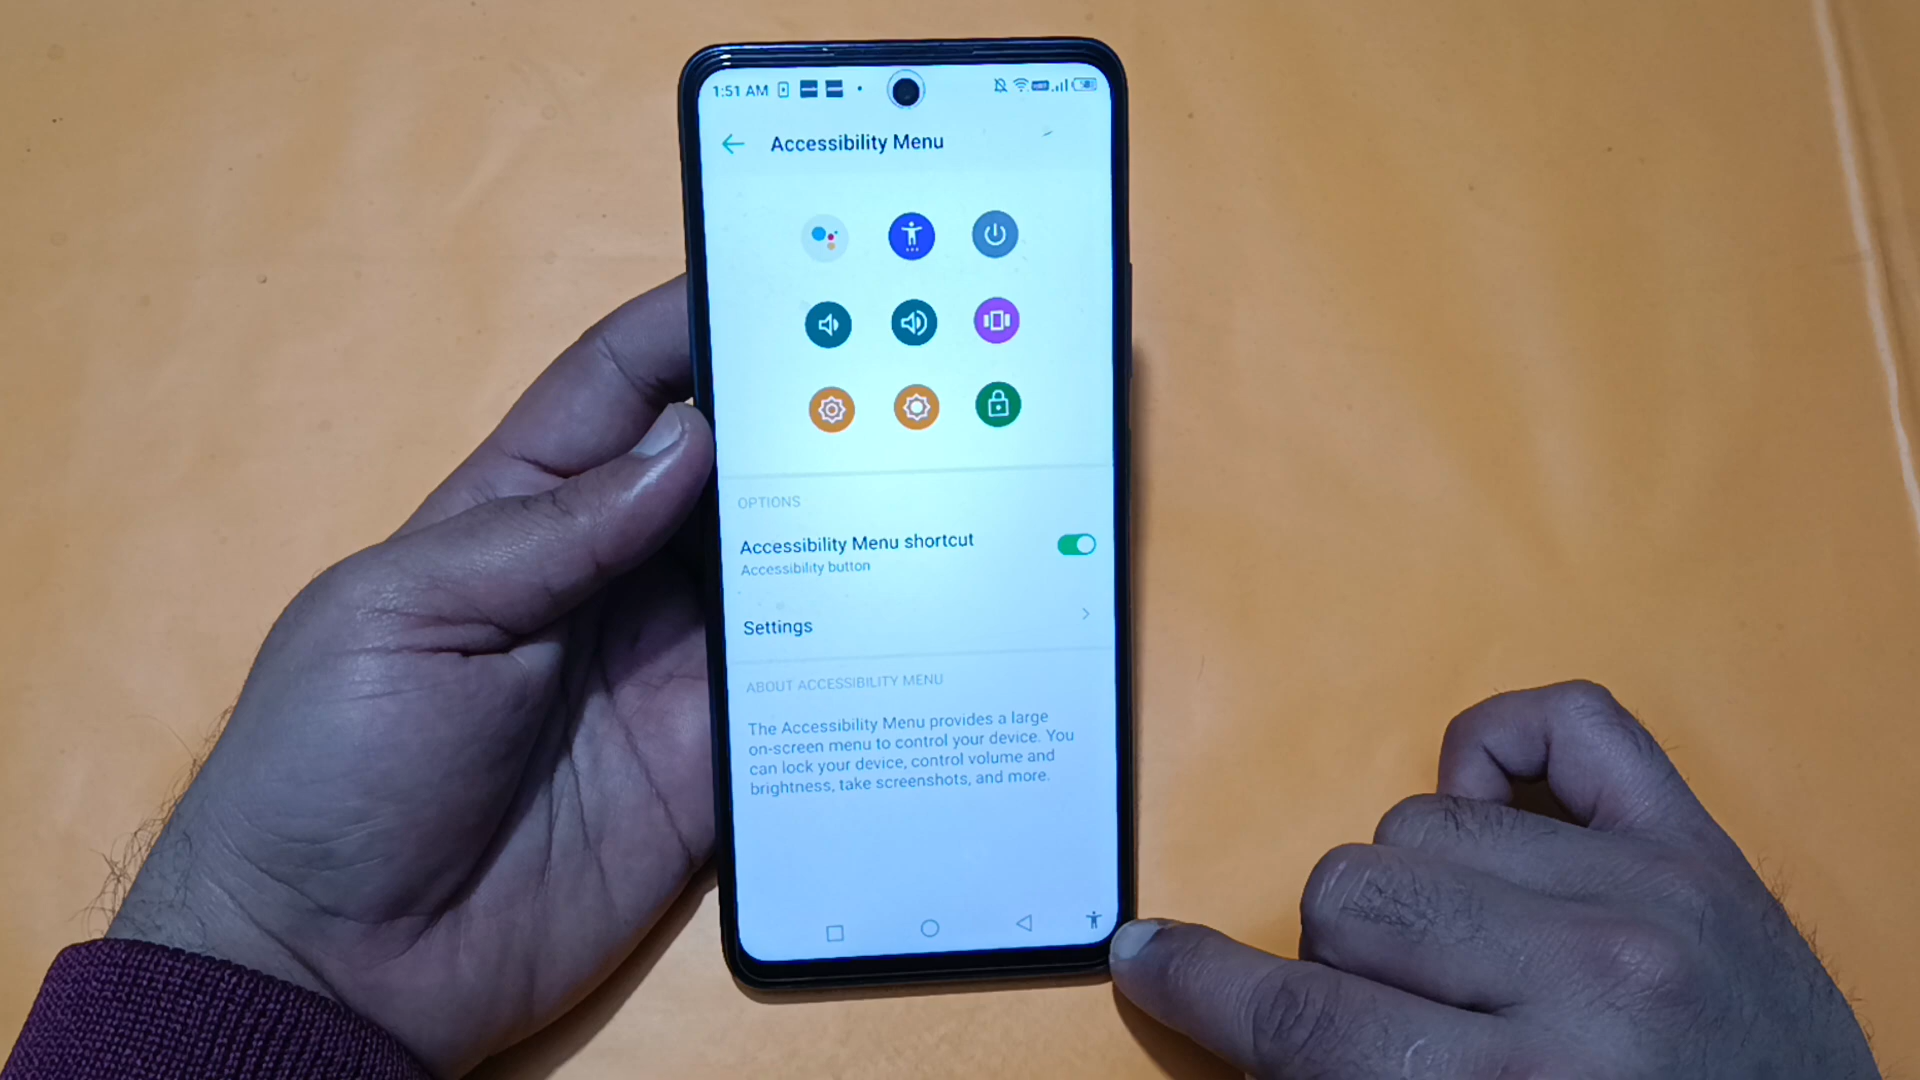 1:51 AM
Accessibility Menu
OPTIONS
Accessibility Menu shortcut
Accessibility button
Settings
ABOUT ACCESSIBILITY MENU
The Accessibility Menu provides a large
on-screen menu to control your device. You
can lock your device, control volume and
brightness, take screenshots, and more.